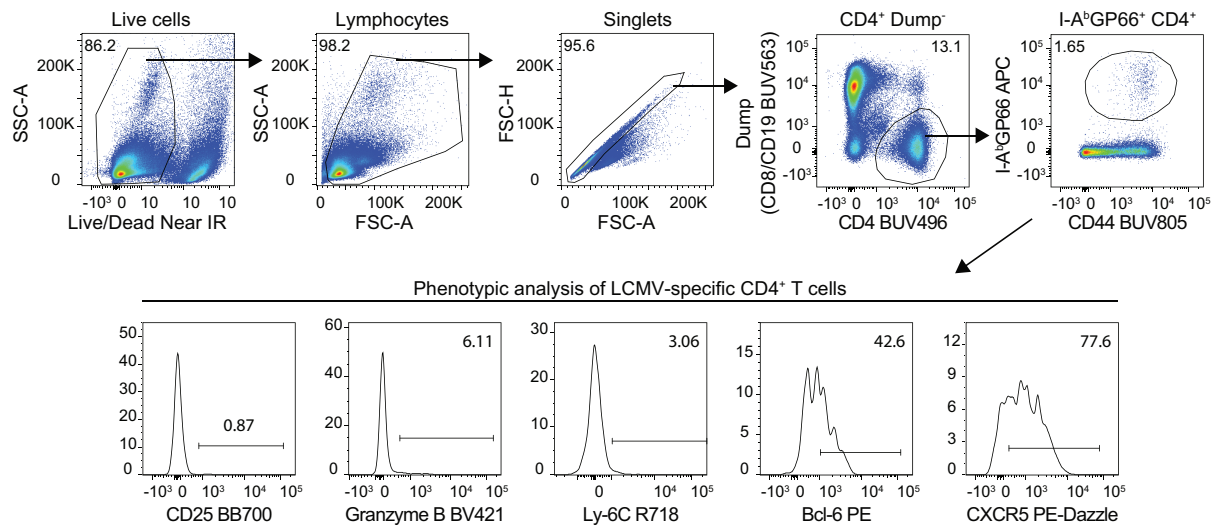 Live cells
Lymphocytes
Singlets
CD4⁺ Dump⁻
I-AᵇGP66⁺ CD4⁺
86.2
SSC-A
200K
100K
0
-10³ 0 10 10
Live/Dead Near IR
98.2
SSC-A
200K
100K
0
0 200K
FSC-A
95.6
FSC-H
200K
100K
0
0 100K 200K
FSC-A
13.1
Dump
(CD8/CD19 BUV563)
10⁵
10⁴
10³
0
-10³
-10³ 0 10³ 10⁴ 10⁵
CD4 BUV496
1.65
I-AᵇGP66 APC
10⁵
10⁴
10³
0
-10³
0 10³ 10⁴ 10⁵
CD44 BUV805
Phenotypic analysis of LCMV-specific CD4⁺ T cells
50
40
30
20
10
0
0.87
-10³ 0 10³ 10⁴ 10⁵
CD25 BB700
60
40
20
0
6.11
-10³ 0 10³ 10⁴ 10⁵
Granzyme B BV421
30
20
10
0
3.06
0 10³ 10⁴ 10⁵
Ly-6C R718
15
10
5
0
42.6
-10³ 0 10³ 10⁴ 10⁵
Bcl-6 PE
12
9
6
3
0
77.6
-10³ 0 10³ 10⁴ 10⁵
CXCR5 PE-Dazzle